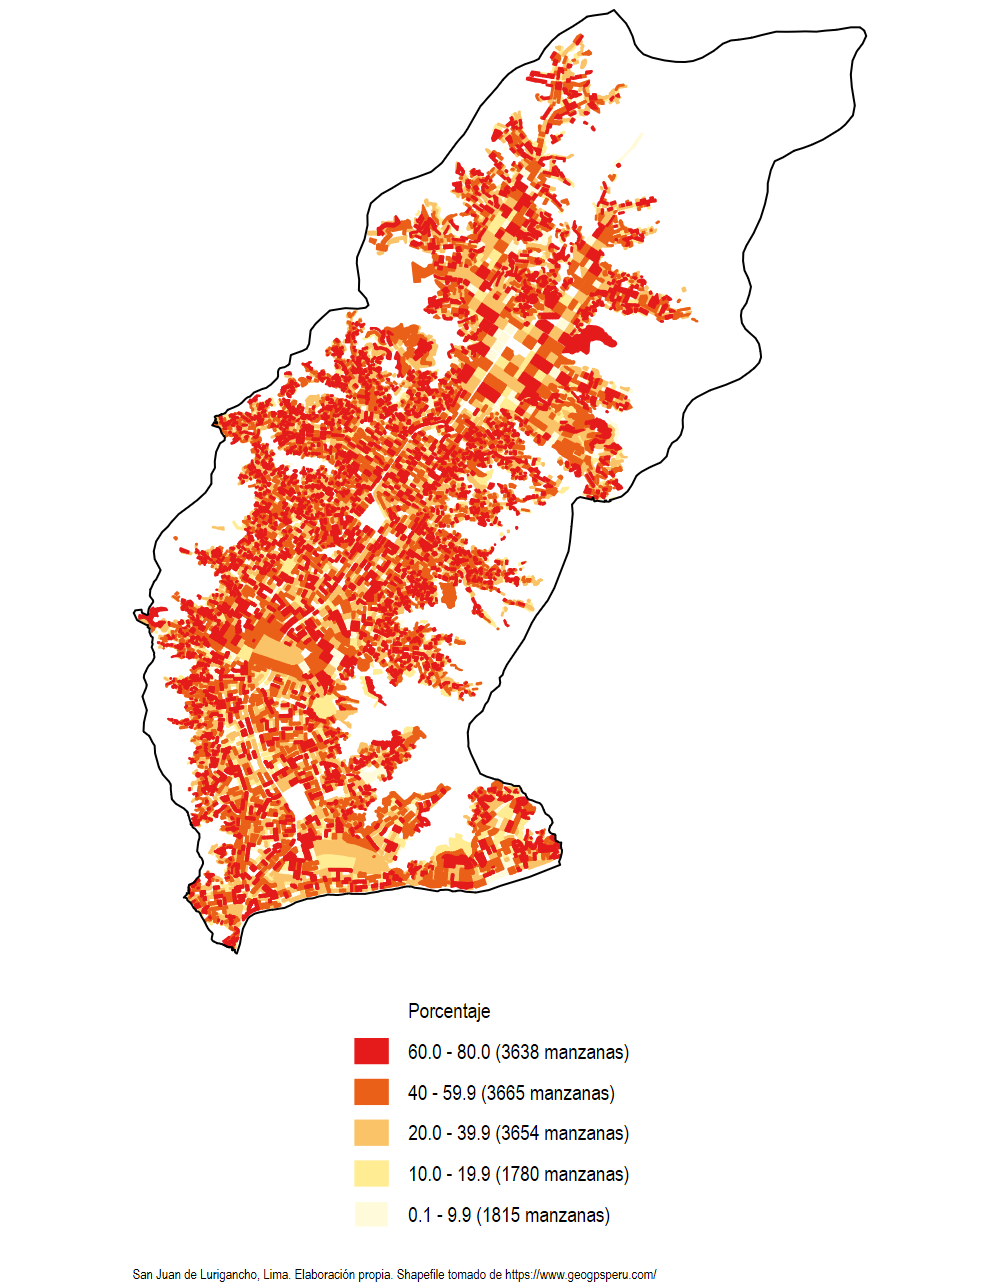 Porcentaje
60.0 - 80.0 (3638 manzanas)
40 - 59.9 (3665 manzanas)
20.0 - 39.9 (3654 manzanas)
10.0 - 19.9 (1780 manzanas)
0.1 - 9.9 (1815 manzanas)
San Juan de Lurigancho, Lima. Elaboración propia. Shapefile tomado de https://www.geogpsperu.com/